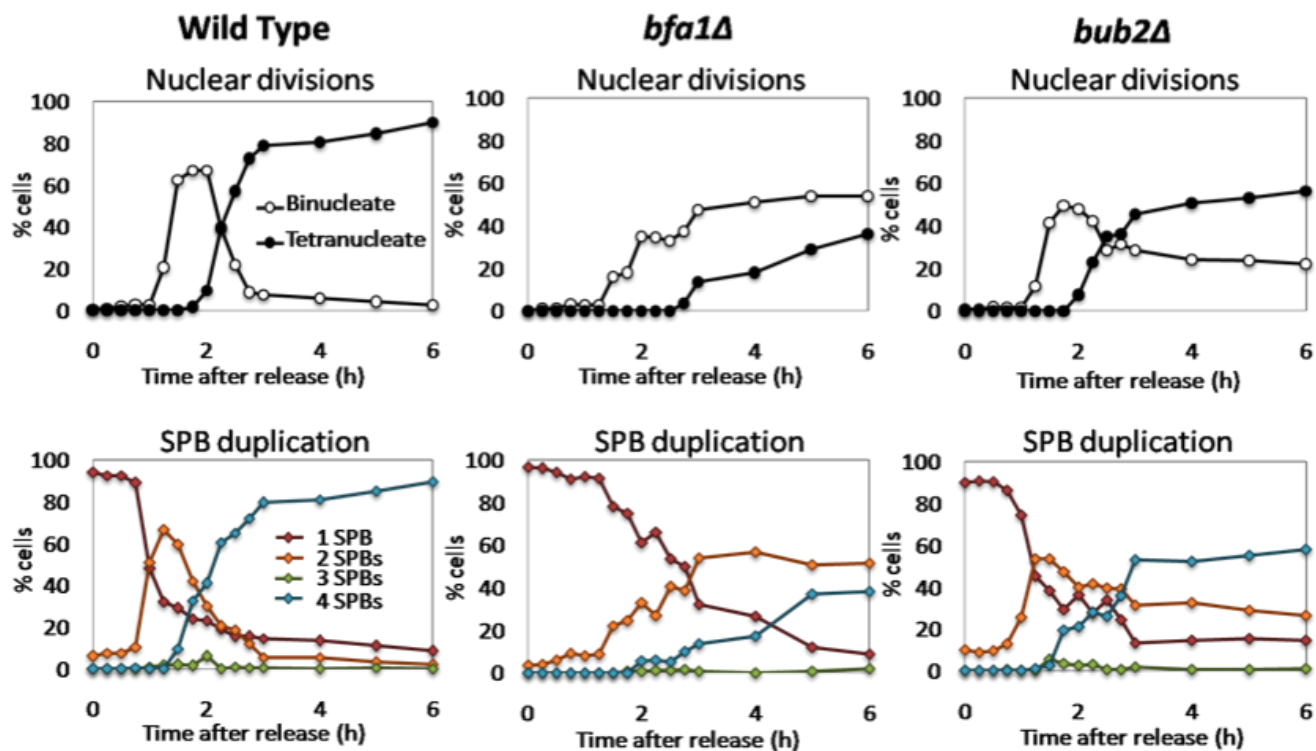 Wild Type
bfa1Δ
bub2Δ
Nuclear divisions
Nuclear divisions
Nuclear divisions
100
80
60
40
20
0
% cells
Binucleate
Tetranucleate
0 2 4 6
Time after release (h)
100
80
60
40
20
0
% cells
0 2 4 6
Time after release (h)
100
80
60
40
20
0
% cells
0 2 4 6
Time after release (h)
SPB duplication
SPB duplication
SPB duplication
100
80
60
40
20
0
% cells
1 SPB
2 SPBs
3 SPBs
4 SPBs
0 2 4 6
Time after release (h)
100
80
60
40
20
0
% cells
0 2 4 6
Time after release (h)
100
80
60
40
20
0
% cells
0 2 4 6
Time after release (h)